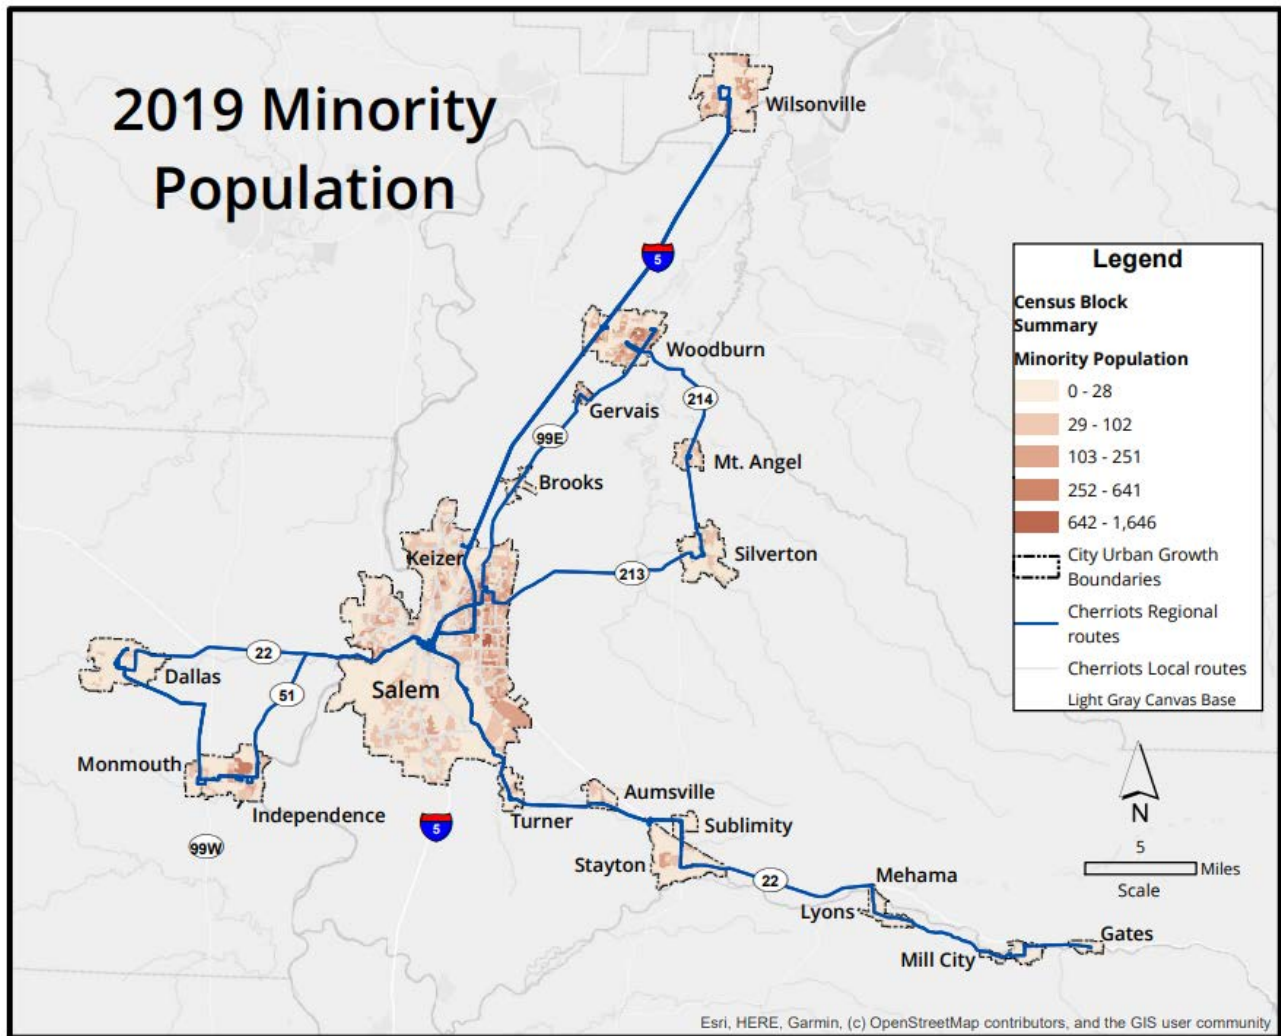 2019 Minority
Population
Wilsonville
5
Woodburn
Gervais
214
99E
Mt. Angel
Brooks
Keizer
Silverton
213
22
Dallas
51
Salem
Monmouth
Independence
99W
5
Turner
Aumsville
Sublimity
Stayton
22
Mehama
Lyons
Mill City
Gates
Legend
Census Block
Summary
Minority Population
0 - 28
29 - 102
103 - 251
252 - 641
642 - 1,646
City Urban Growth
Boundaries
Cherriots Regional
routes
Cherriots Local routes
Light Gray Canvas Base
N
5
Miles
Scale
Esri, HERE, Garmin, (c) OpenStreetMap contributors, and the GIS user community